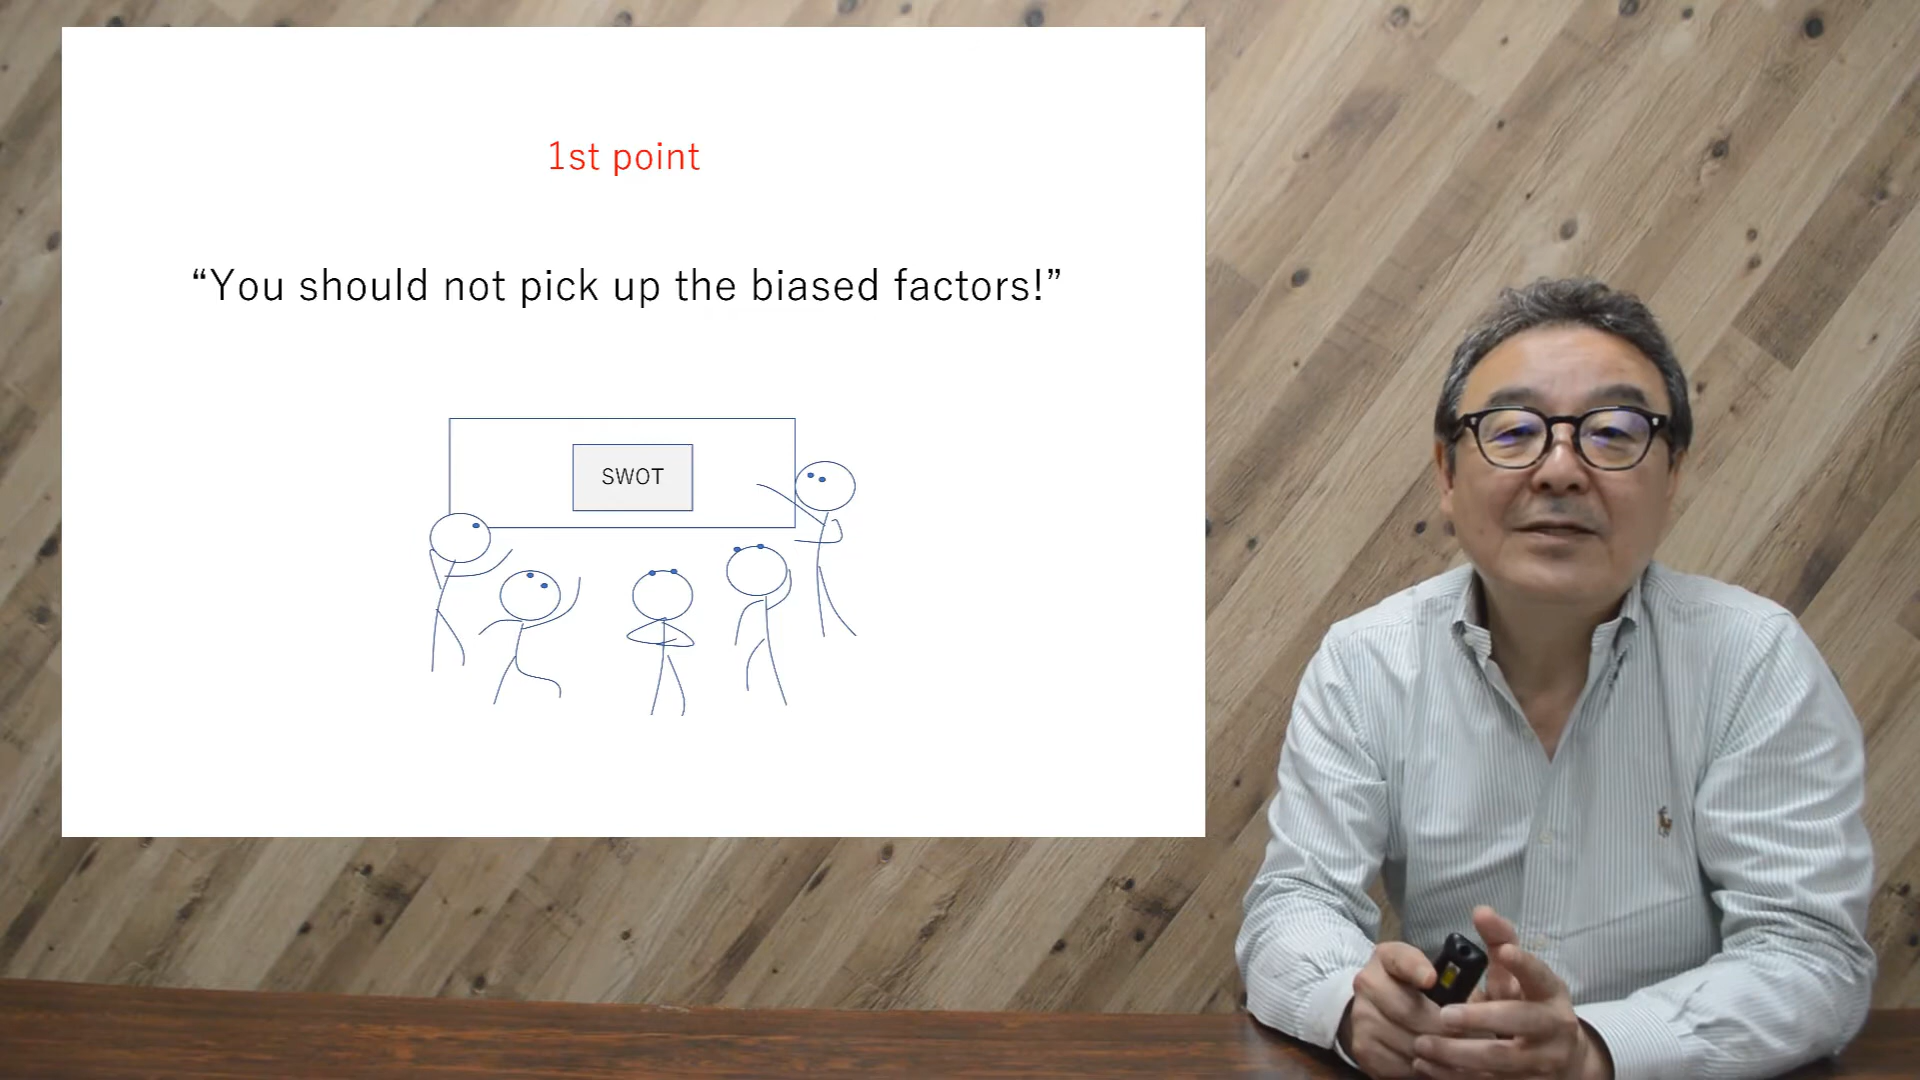 1st point
“You should not pick up the biased factors!”
SWOT